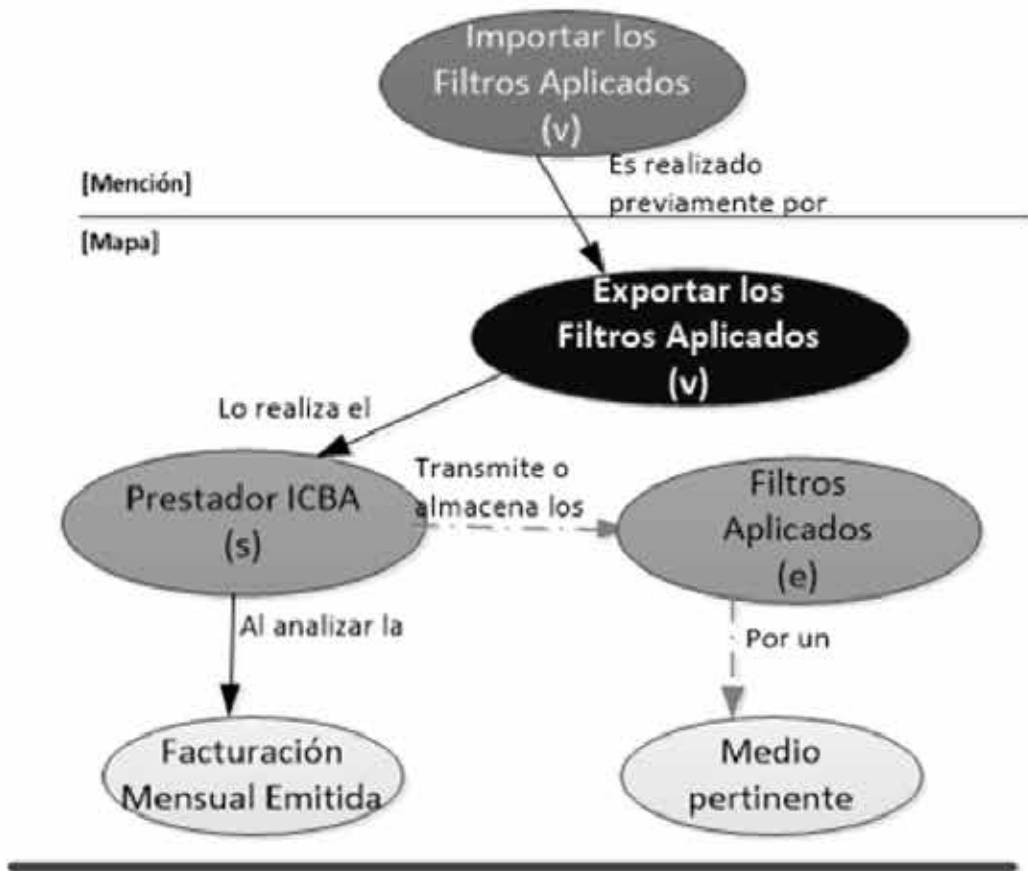 Importar los
Filtros Aplicados
(v)
Es realizado
previamente por
[Mención]
[Mapa]
Exportar los
Filtros Aplicados
(v)
Lo realiza el
Prestador ICBA
(s)
Transmite o
almacena los
Filtros
Aplicados
(e)
Al analizar la
Por un
Facturación
Mensual Emitida
Medio
pertinente